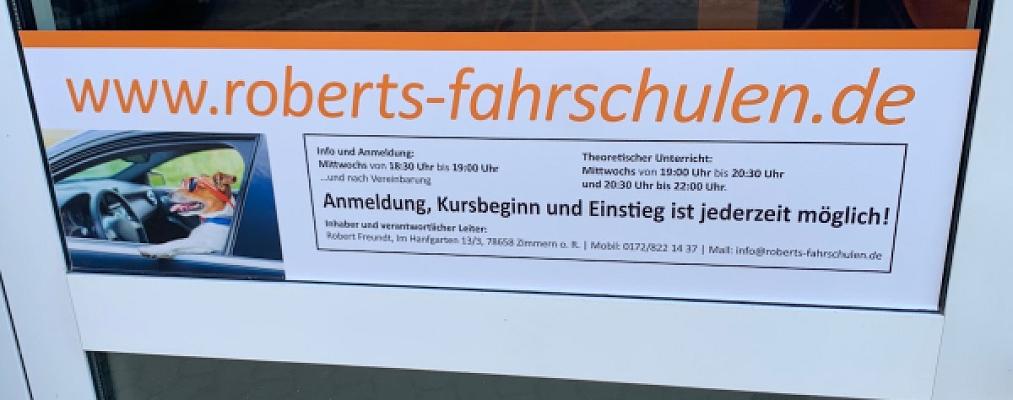 www.roberts-fahrschulen.de
Info und Anmeldung:
Mittwochs von 18:30 Uhr bis 19:00 Uhr
...und nach Vereinbarung
Theoretischer Unterricht:
Mittwochs von 19:00 Uhr bis 20:30 Uhr
und 20:30 Uhr bis 22:00 Uhr.
Anmeldung, Kursbeginn und Einstieg ist jederzeit möglich!
Inhaber und verantwortlicher Leiter:
Robert Freundt, Im Hanfgarten 13/3, 78658 Zimmern o. R. | Mobil: 0172/822 14 37 | Mail: info@roberts-fahrschulen.de